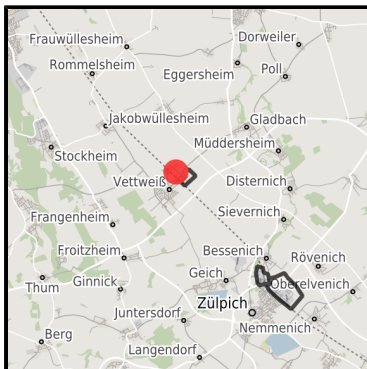 Dorweiler
Frauwüllesheim
Rommelsheim
Eggersheim
Poll
Jakobwüllesheim
Gladbach
Müddersheim
Stockheim
Vettweiß
Disternich
Sievernich
Frangenheim
Froitzheim
Bessenich
Rövenich
Thum
Ginnick
Geich
Oberelvenich
Zülpich
Juntersdorf
Nemmenich
Berg
Langendorf